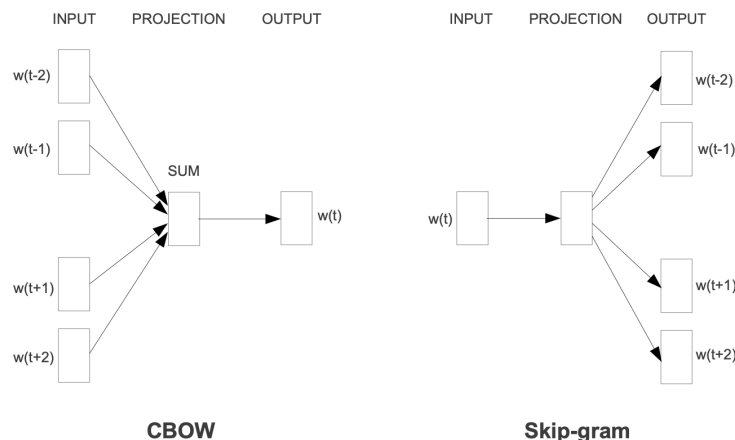 INPUT PROJECTION OUTPUT
w(t-2)
w(t-1)
SUM
w(t)
w(t+1)
w(t+2)
CBOW
INPUT PROJECTION OUTPUT
w(t-2)
w(t-1)
w(t)
w(t+1)
w(t+2)
Skip-gram